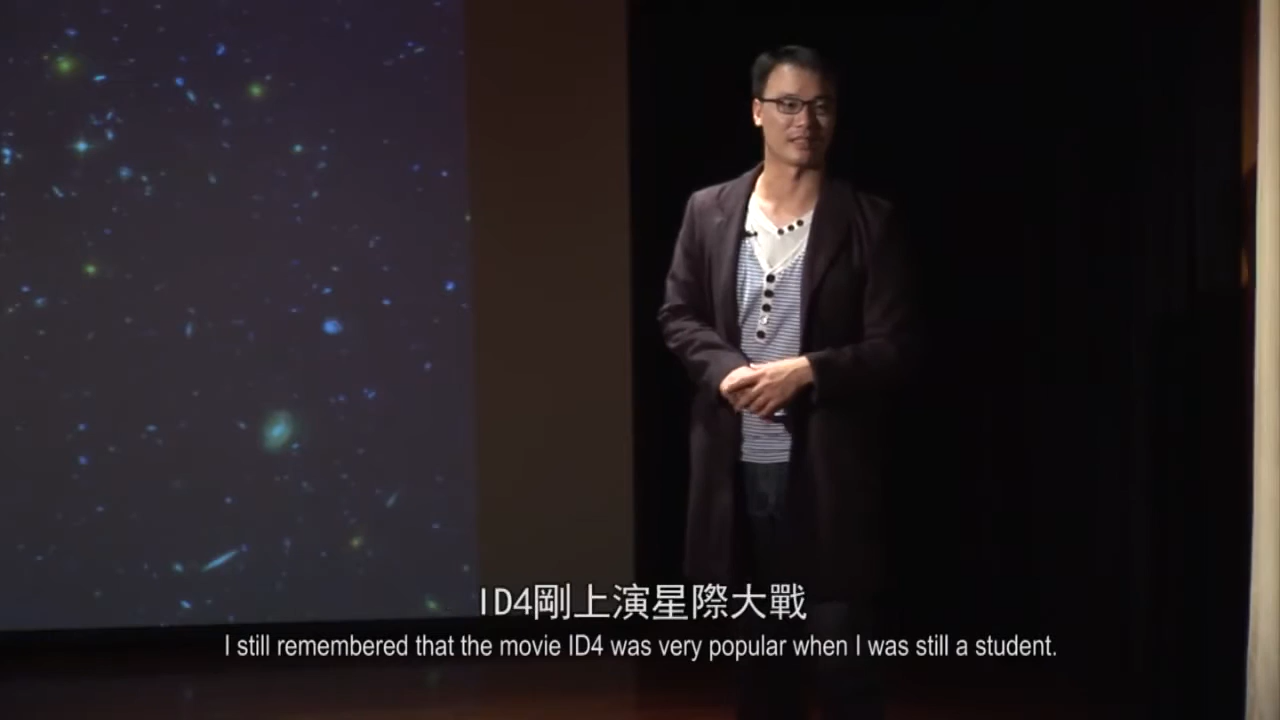 ID4剛上演星際大戰
I still remembered that the movie ID4 was very popular when I was still a student.